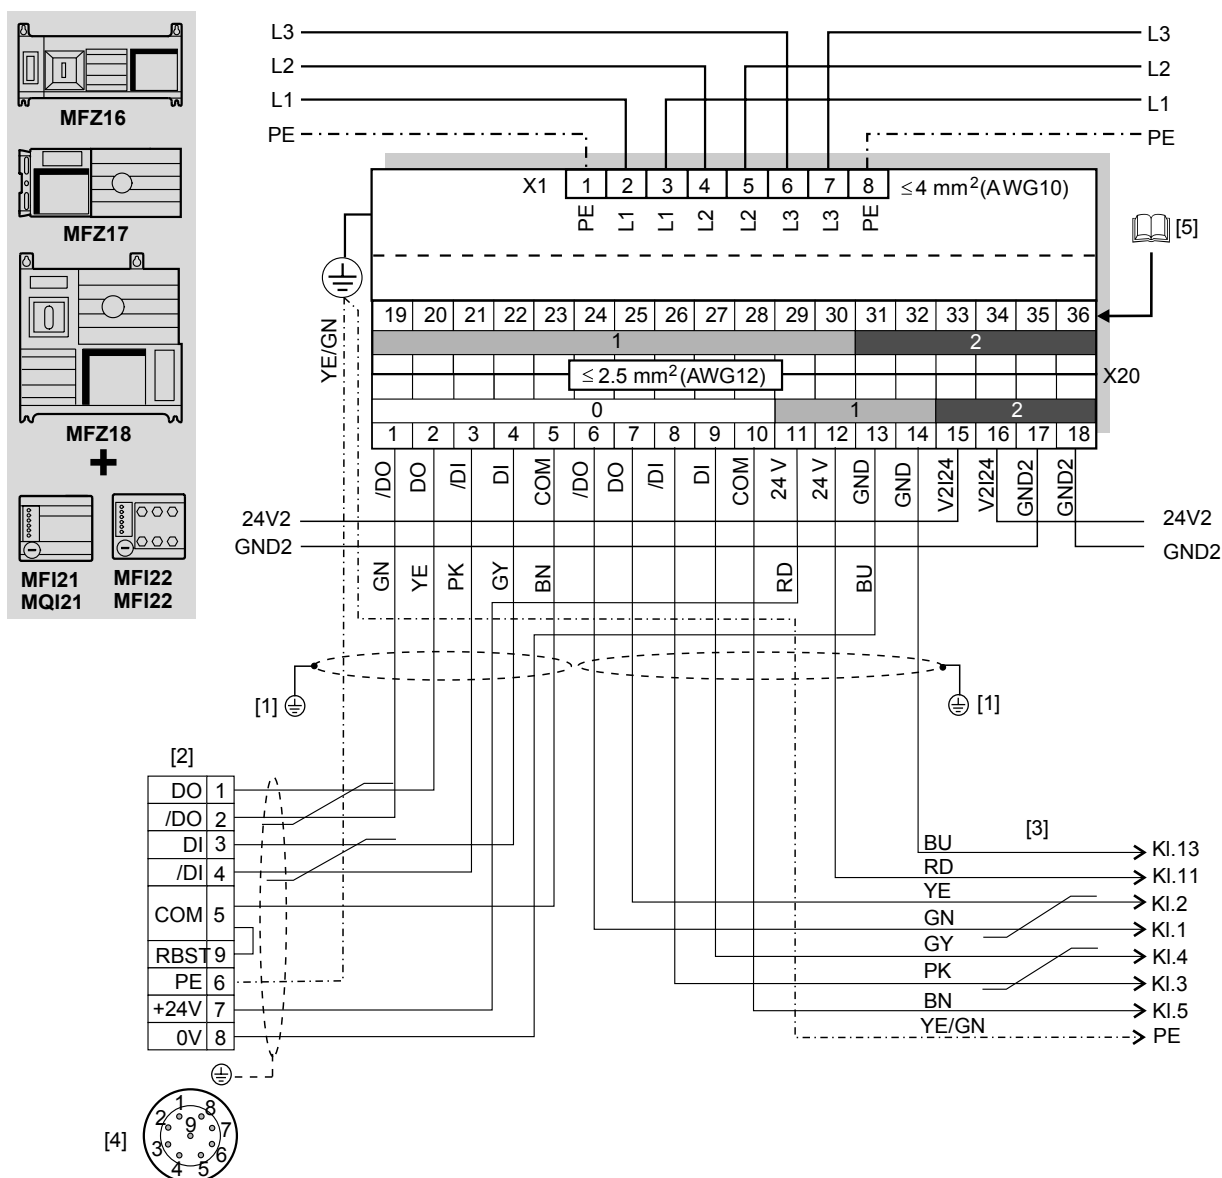 MFZ16
MFZ17
MFZ18
+
MFI21
MQI21
MFI22
MFI22
L3
L2
L1
PE
L3
L2
L1
PE
X1
1 2 3 4 5 6 7 8
≤4 mm2(AWG10)
PE L1 L1 L2 L2 L3 L3 PE
[5]
YE/GN
19 20 21 22 23 24 25 26 27 28 29 30 31 32 33 34 35 36
1 2
≤ 2.5 mm2(AWG12)
X20
0 1 2
1 2 3 4 5 6 7 8 9 10 11 12 13 14 15 16 17 18
/DO DO /DI DI COM /DO DO /DI DI COM 24 V 24 V GND GND V2I24 V2I24 GND2 GND2
24V2
GND2
24V2
GND2
GN YE PK GY BN RD BU
[1]
[1]
[2]
DO 1
/DO 2
DI 3
/DI 4
COM 5
RBST 9
PE 6
+24V 7
0V 8
[3]
BU Kl.13
RD Kl.11
YE Kl.2
GN Kl.1
GY Kl.4
PK Kl.3
BN Kl.5
YE/GN PE
[4]
1 2 3 4 5 6 7 8 9